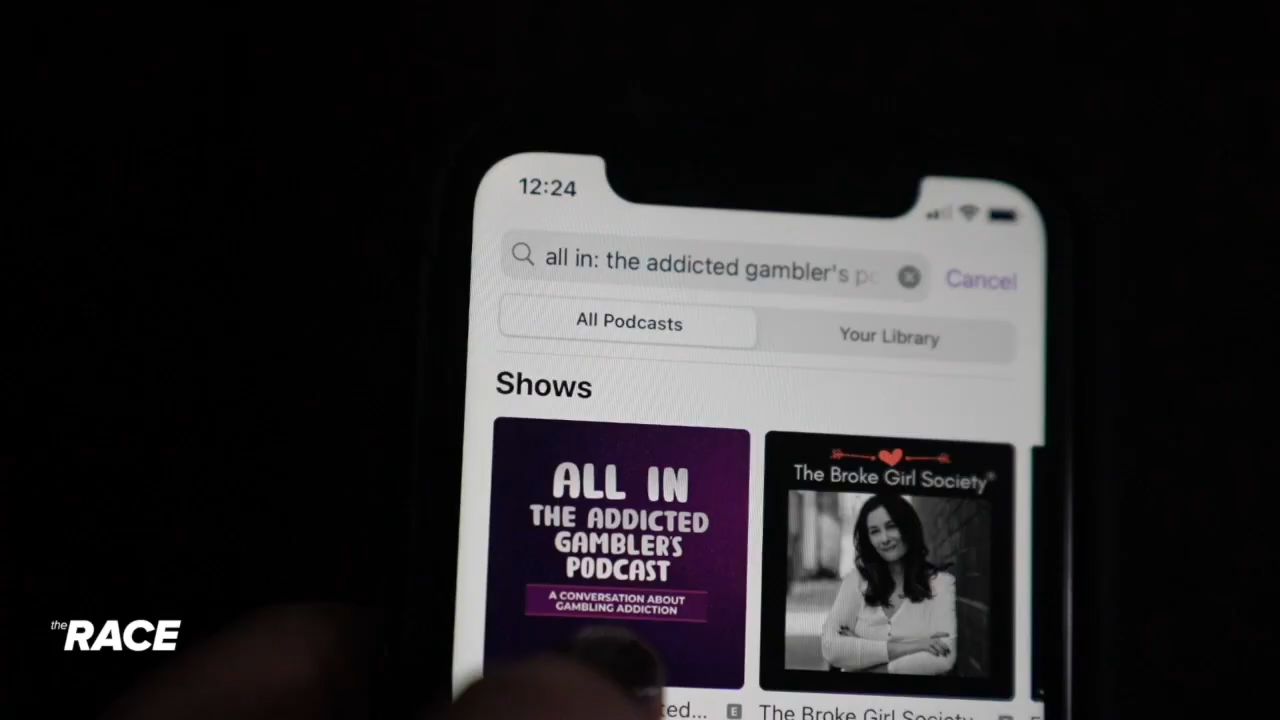 12:24
all in: the addicted gambler's
Cancel
All Podcasts
Your Library
Shows
ALL IN
THE ADDICTED
GAMBLER'S
PODCAST
A CONVERSATION ABOUT
GAMBLING ADDICTION
The Broke Girl Society®
ted...
E
The Broke Girl Society
the RACE